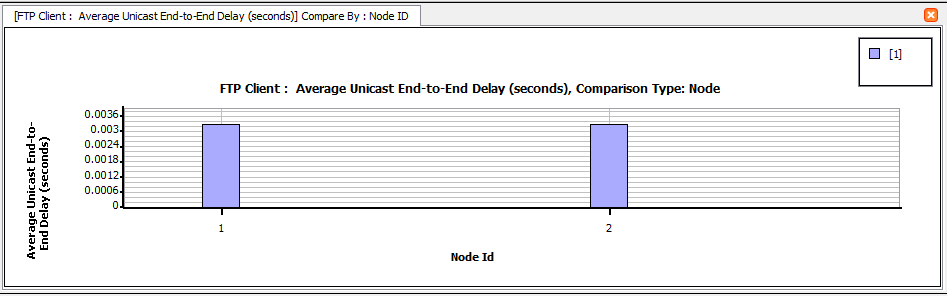 [FTP Client : Average Unicast End-to-End Delay (seconds)] Compare By : Node ID
[1]
FTP Client : Average Unicast End-to-End Delay (seconds), Comparison Type: Node
Average Unicast End-to-
End Delay (seconds)
0.0036
0.003
0.0024
0.0018
0.0012
0.0006
0
1
2
Node Id